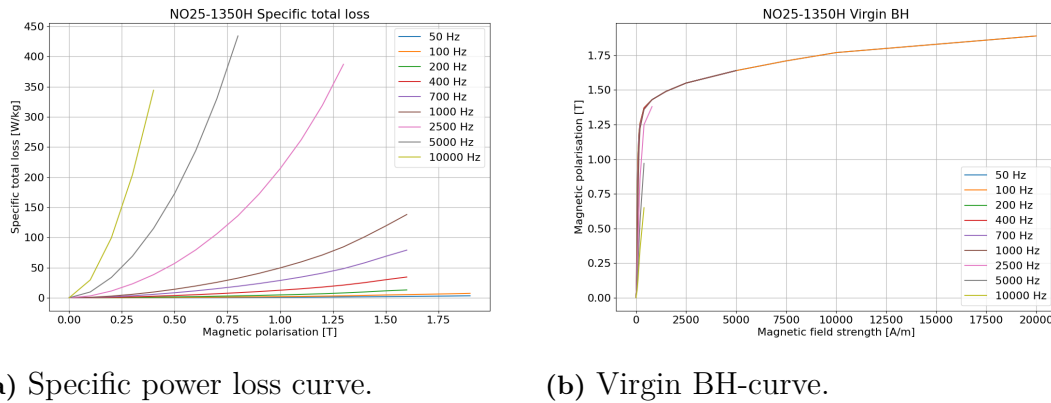 NO25-1350H Specific total loss
450
400
350
300
250
200
150
100
50
0
Specific total loss [W/kg]
50 Hz
100 Hz
200 Hz
400 Hz
700 Hz
1000 Hz
2500 Hz
5000 Hz
10000 Hz
0.00 0.25 0.50 0.75 1.00 1.25 1.50 1.75
Magnetic polarisation [T]
) Specific power loss curve.
NO25-1350H Virgin BH
1.75
1.50
1.25
1.00
0.75
0.50
0.25
0.00
Magnetic polarisation [T]
50 Hz
100 Hz
200 Hz
400 Hz
700 Hz
1000 Hz
2500 Hz
5000 Hz
10000 Hz
0 2500 5000 7500 10000 12500 15000 17500 20000
Magnetic field strength [A/m]
(b) Virgin BH-curve.